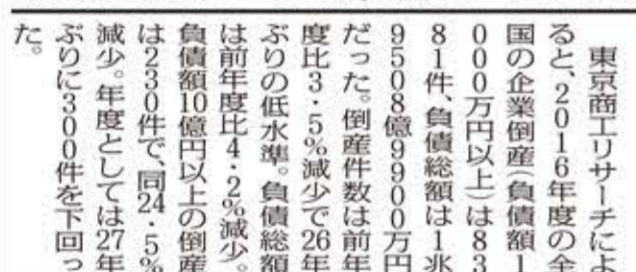 東京商工リサーチによ
ると、2016年度の全
国の企業倒産(負債額1
000万円以上)は83
81件、負債総額は1兆
9508億9900万円
だった。倒産件数は前年
度比3・5%減少で26年
ぶりの低水準。負債総額
は前年度比4・2%減少。
負債額10億円以上の倒産
は230件で、同24・5%
減少。年度としては27年
ぶりに300件を下回っ
た。